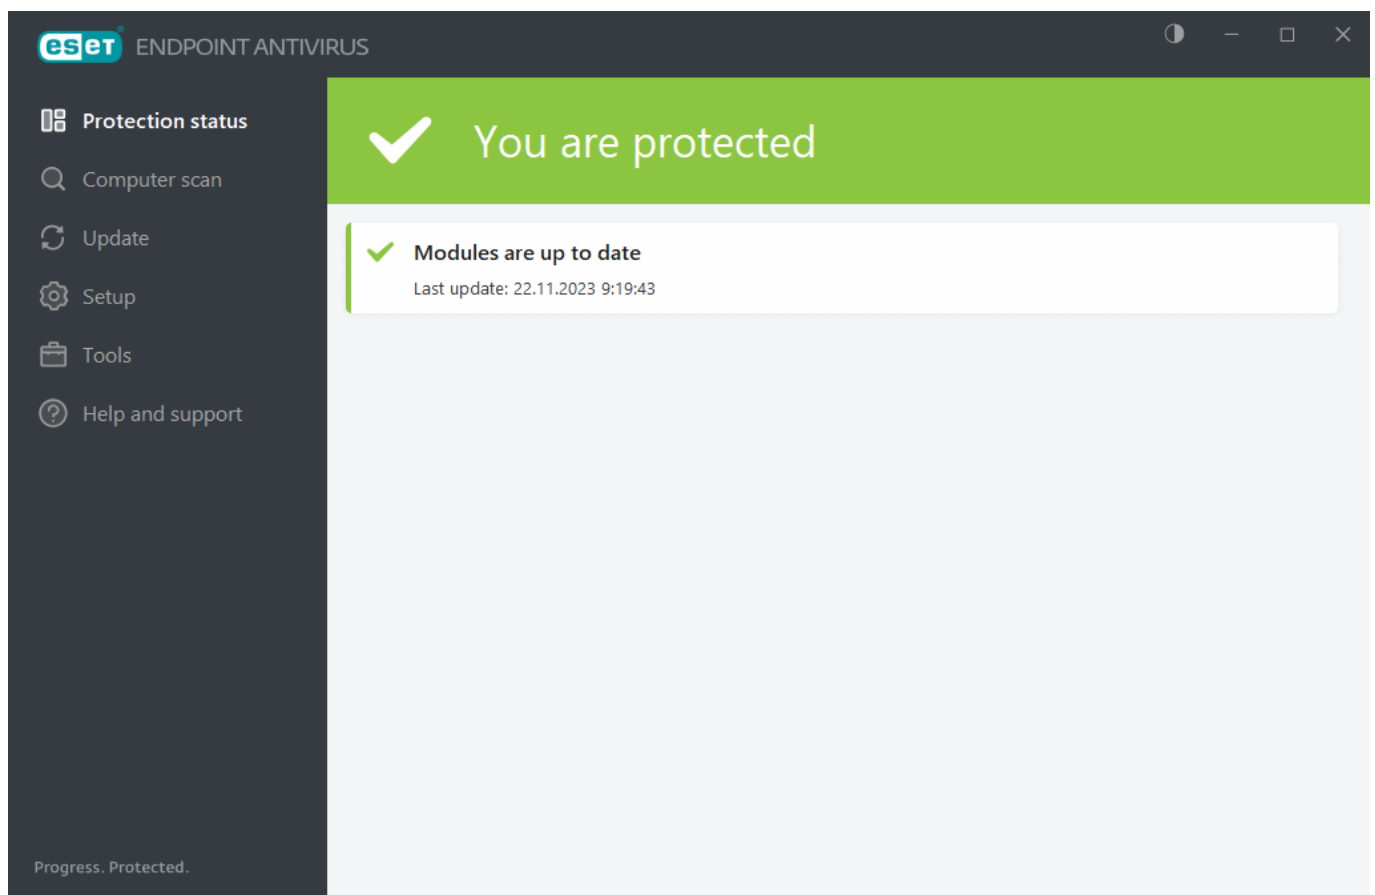 eset ENDPOINT ANTIVIRUS
Protection status
Computer scan
Update
Setup
Tools
Help and support
Progress. Protected.
You are protected
Modules are up to date
Last update: 22.11.2023 9:19:43